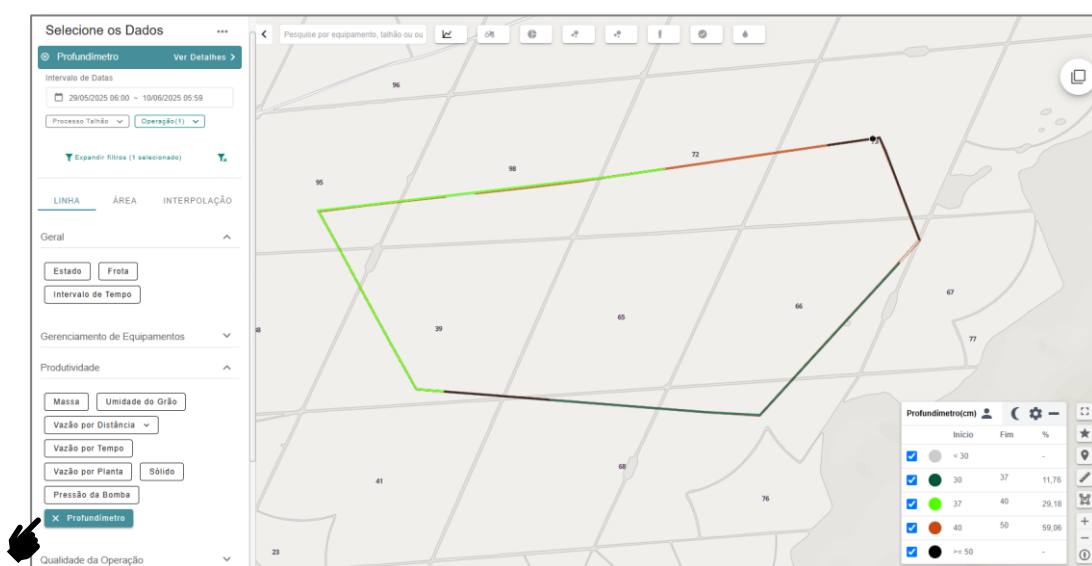 Selecione os Dados
Profundímetro Ver Detalhes
Intervalo de Datas
29/05/2025 06:00 ~ 10/06/2025 05:59
Processo Talhão
Operação(1)
Expandir filtros (1 selecionado)
LINHA ÁREA INTERPOLAÇÃO
Geral
Estado Frota
Intervalo de Tempo
Gerenciamento de Equipamentos
Produtividade
Massa Umidade do Grão
Vazão por Distância
Vazão por Tempo
Vazão por Planta Sólido
Pressão da Bomba
Profundímetro
Qualidade da Operação
Pesquise por equipamento, talhão ou ou
96
72
98
95
66
67
65
39
77
68
41
76
23
Profundímetro(cm)
Início Fim %
< 30 -
30 37 11,76
37 40 29,18
40 50 59,06
>= 50 -